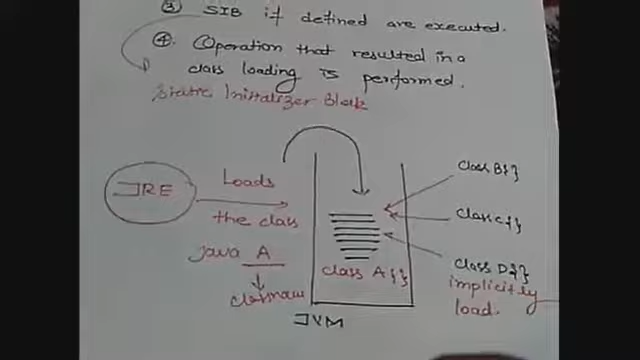 ③ SIB if defined are executed.
④. Operation that resulted in a
class loading is performed.
Static Initializer Block
JRE
Loads
the class
java A
classname
class A{}
JVM
class B{}
class C{}
class D{}
implicitly
load.